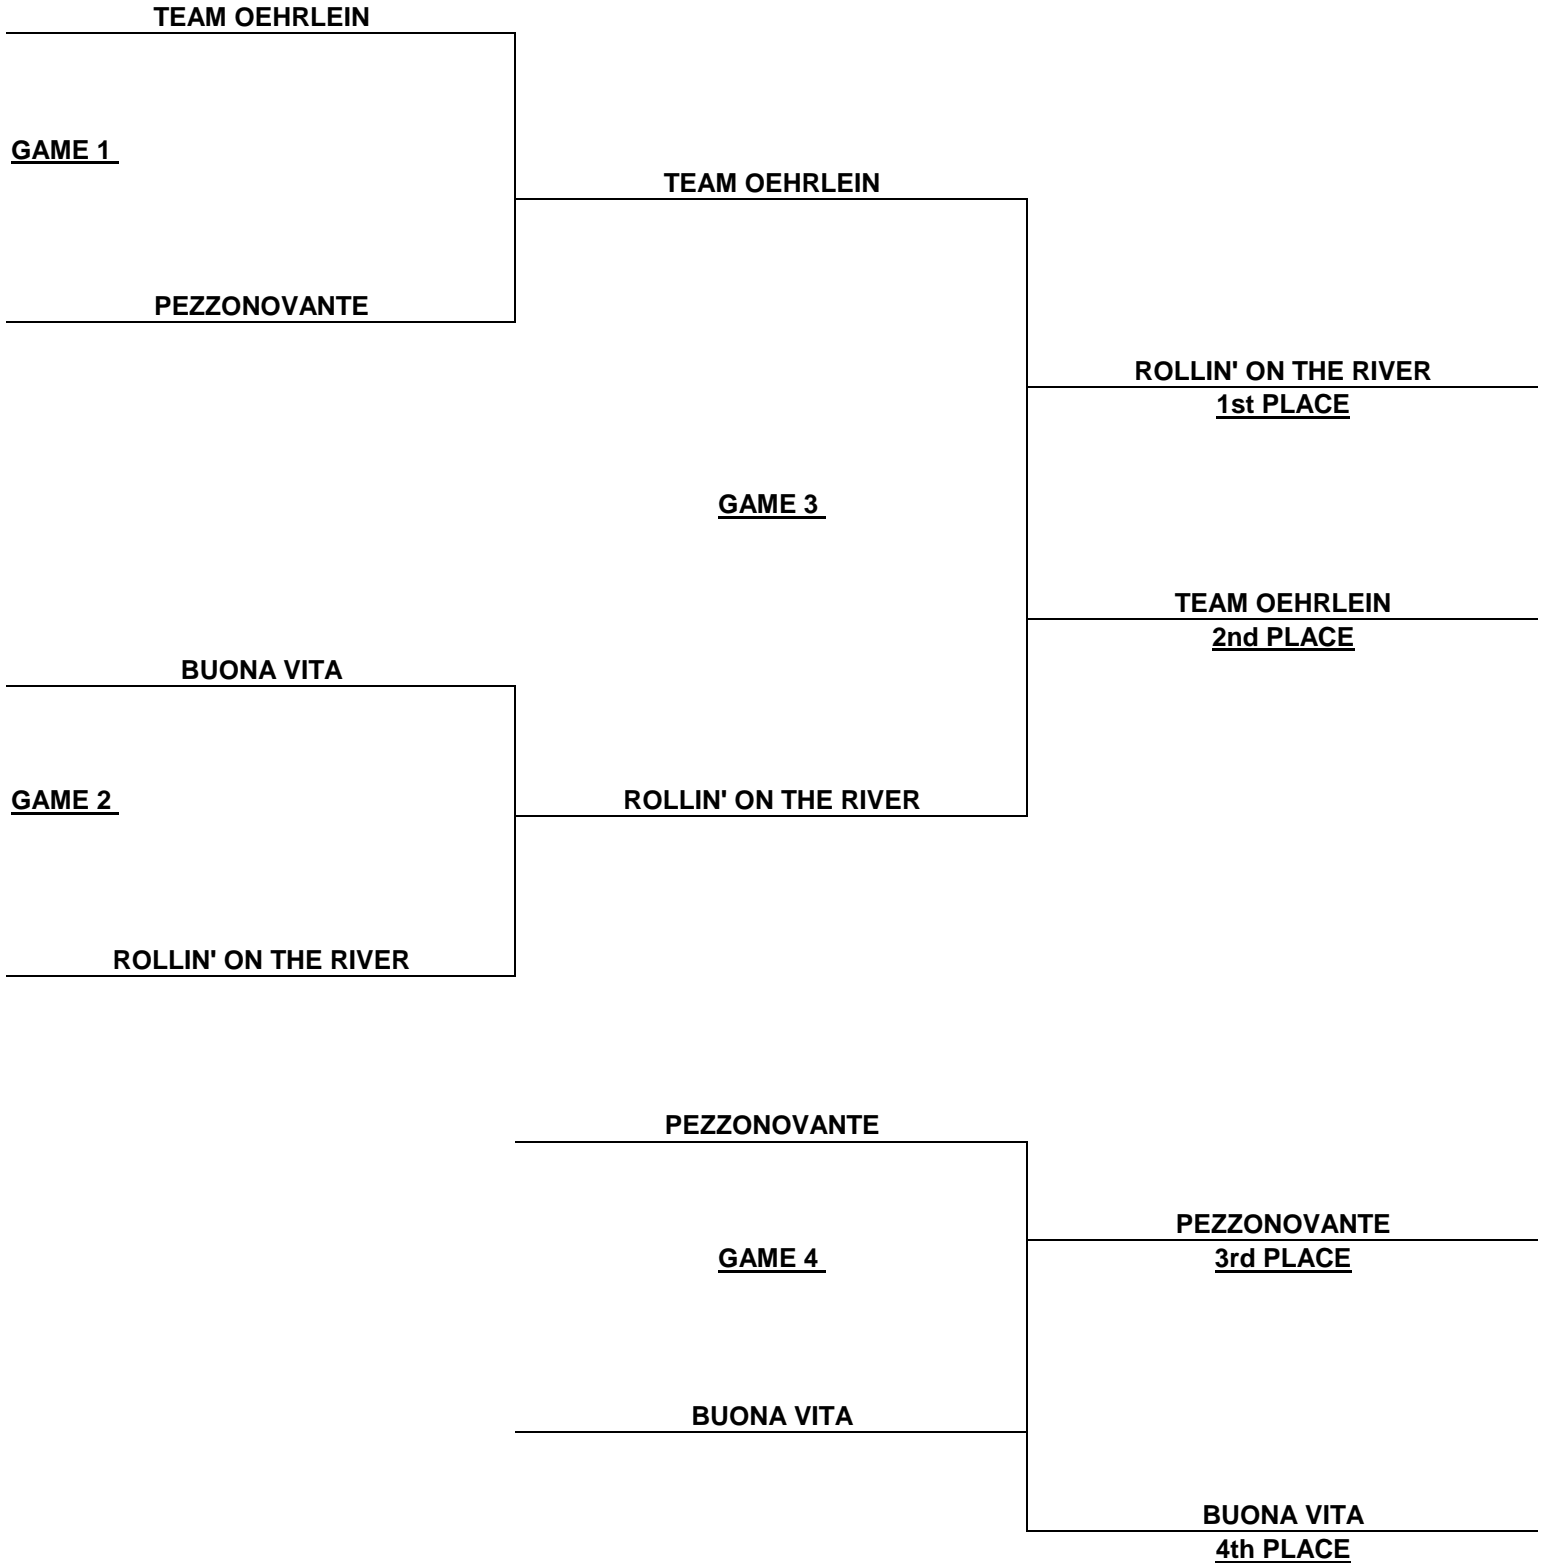 TEAM OEHRLEIN
GAME 1
TEAM OEHRLEIN
PEZZONOVANTE
ROLLIN' ON THE RIVER
1st PLACE
GAME 3
TEAM OEHRLEIN
2nd PLACE
BUONA VITA
GAME 2
ROLLIN' ON THE RIVER
ROLLIN' ON THE RIVER
PEZZONOVANTE
PEZZONOVANTE
GAME 4
3rd PLACE
BUONA VITA
BUONA VITA
4th PLACE